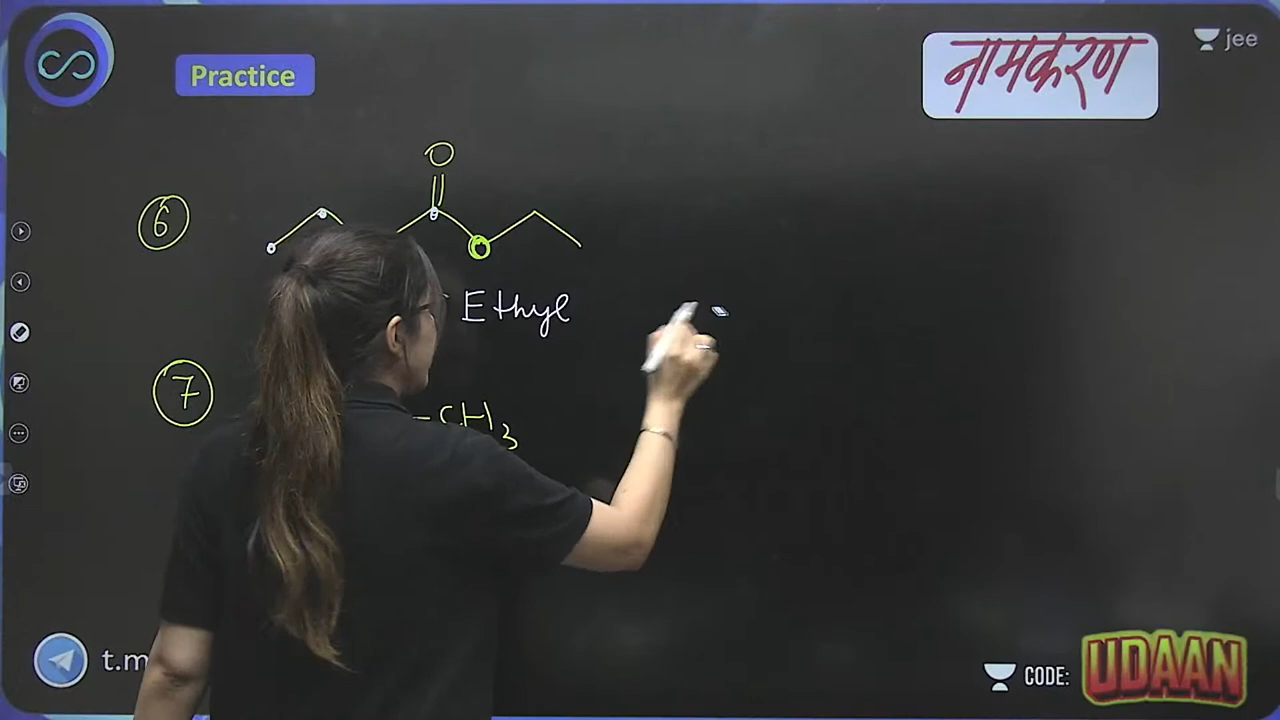 Practice
नामकरण
jee
6
O
O
Ethyl
7
-CH3
t.m
CODE: UDAAN